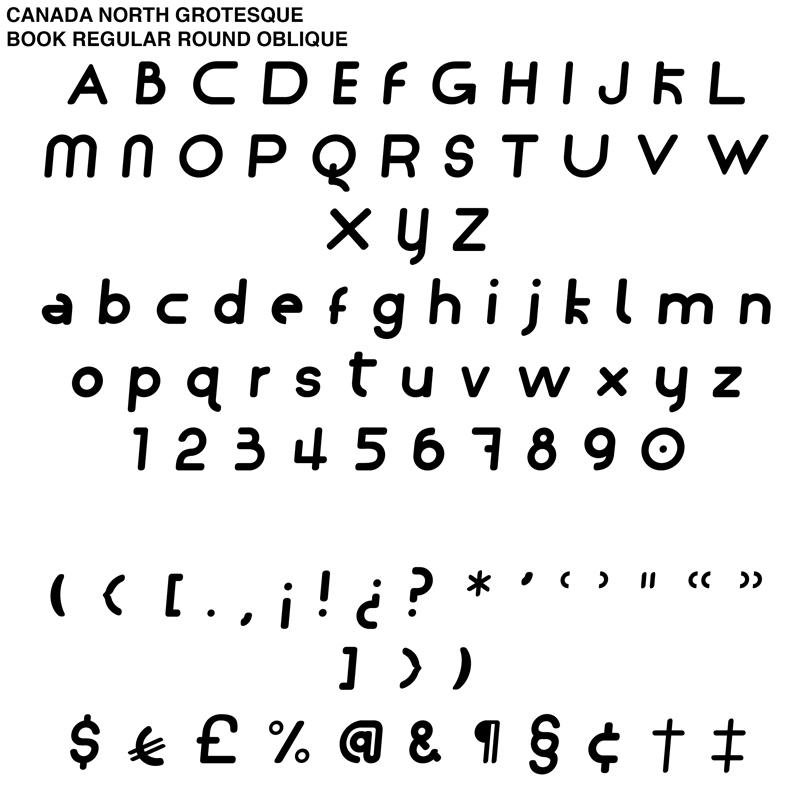 CANADA NORTH GROTESQUE
BOOK REGULAR ROUND OBLIQUE
A B C D E F G H I J K L
M N O P Q R S T U V W
X Y Z
a b c d e f g h i j k l m n
o p q r s t u v w x y z
1 2 3 4 5 6 7 8 9 0
( { [ . , ¡ ! ¿ ? * ’ ‘ ’ " “ ”
] } )
$ € £ % @ & ¶ § ¢ † ‡